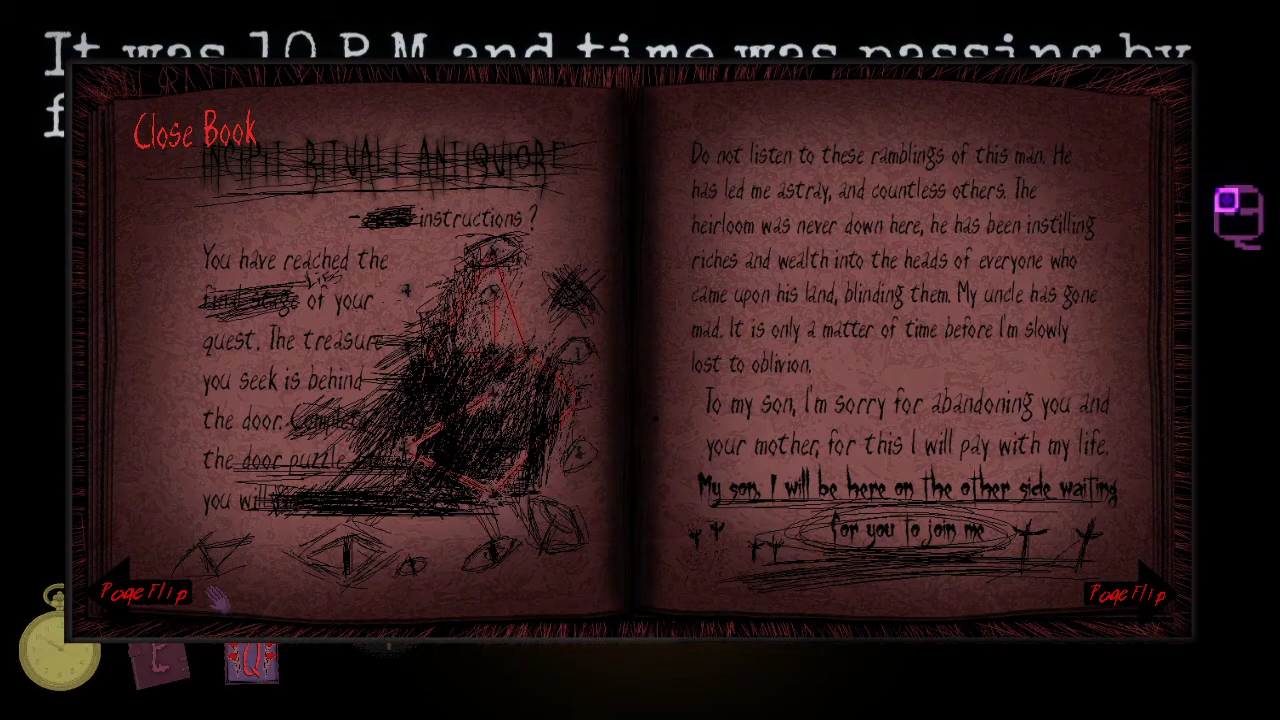 It was 10 P.M and time was passing by
f
Close Book
INCIPIT RITUALI ANTIQUIORE
- instructions ?
You have reached the
lies
final stage of your
quest. The treasure
you seek is behind
the door. Complete
the door puzzle
you will
Do not listen to these ramblings of this man. He
has led me astray, and countless others. The
heirloom was never down here, he has been instilling
riches and wealth into the heads of everyone who
came upon his land, blinding them. My uncle has gone
mad. It is only a matter of time before I'm slowly
lost to oblivion.
To my son, I'm sorry for abandoning you and
your mother, for this I will pay with my life.
My son, I will be here on the other side waiting
for you to join me
Page Flip
Page Flip
E
Q